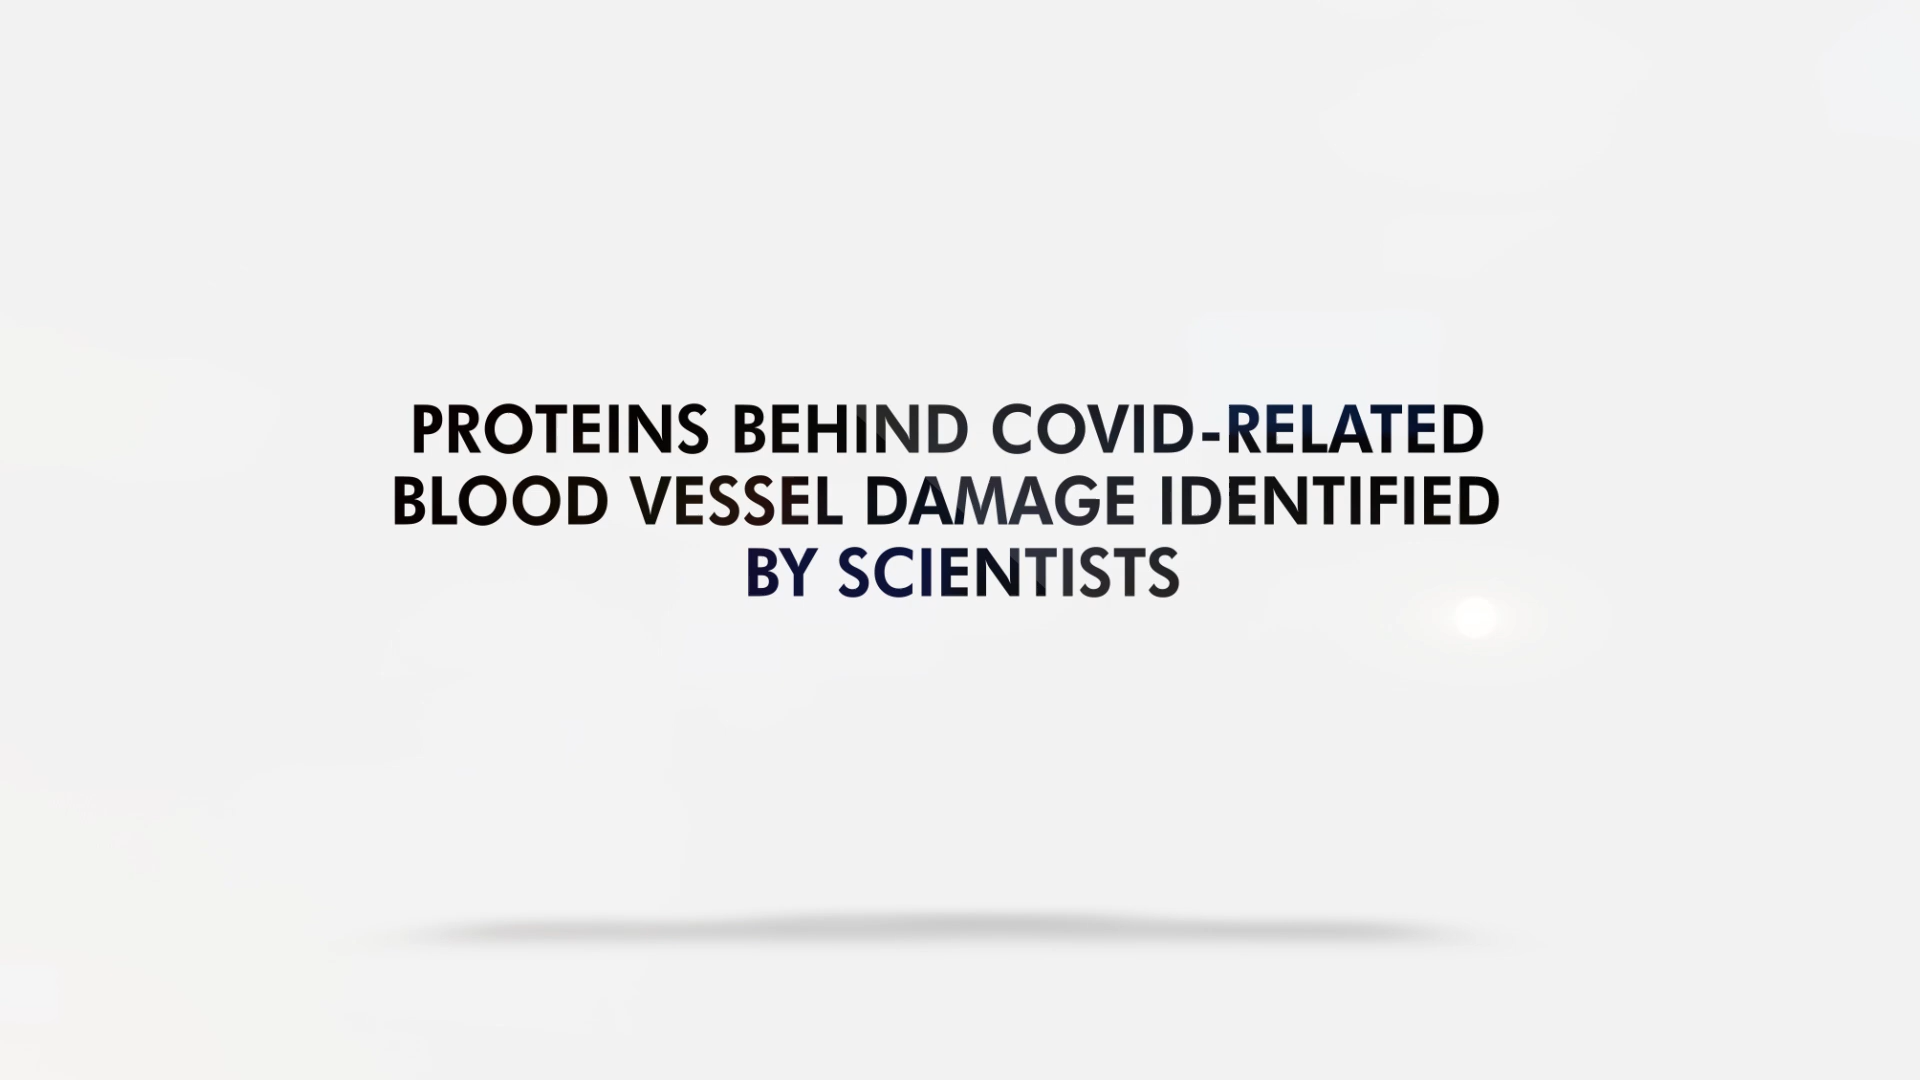 PROTEINS BEHIND COVID-RELATED
BLOOD VESSEL DAMAGE IDENTIFIED
BY SCIENTISTS